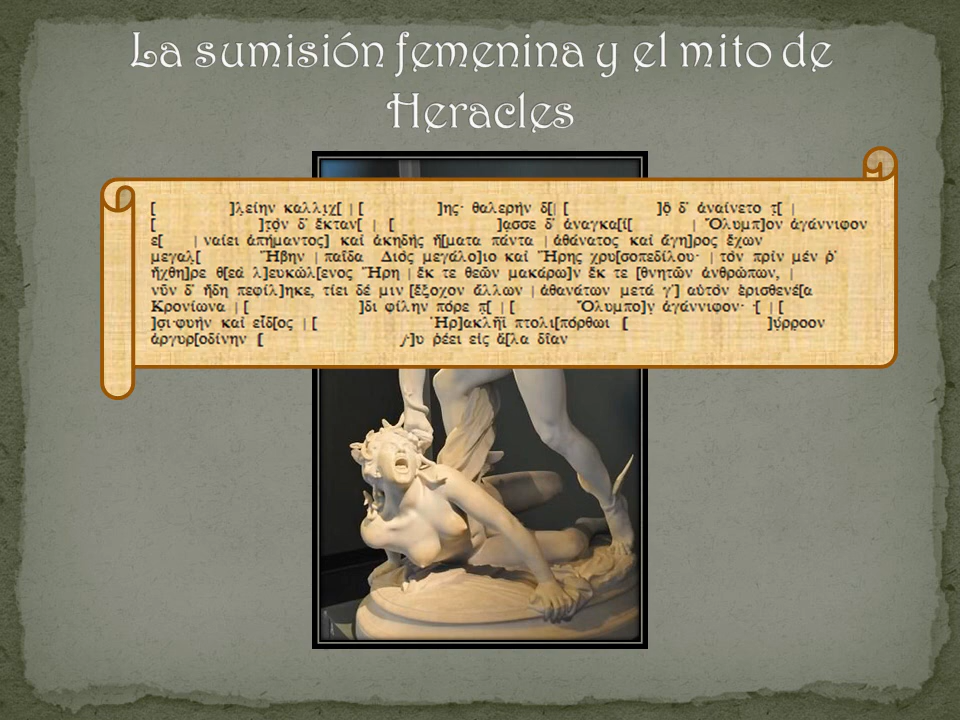 La sumisión femenina y el mito de
Heracles
[ ]λείην καλλιχ[ | [ ]ης· θαλερὴν δ[| [ ]ῦ δ' ἀναίνετο π[ |
[ ]τὸν δ' ἔκταν[ | [ ]ασσε δ' ἀναγκα[ί[ | Ὄλυμπ]ον ἀγάννιφον
ε[ | ναίει ἀπήμαντος] καὶ ἀκηδὴς ἤ[ματα πάντα | ἀθάνατος καὶ ἄγη]ρος ἔχων
μεγαλ[ Ἥβην | παῖδα Διὸς μεγάλο]ιο καὶ Ἥρης χρυ[σοπεδίλου· | τὸν πρὶν μέν ῥ'
ἤχθη]ρε θ[εὰ λ]ευκώλ[ενος Ἥρη | ἔκ τε θεῶν μακάρω]ν ἔκ τε [θνητῶν ἀνθρώπων, |
νῦν δ' ἤδη πεφίλ]ηκε, τίει δέ μιν [ἔξοχον ἄλλων | ἀθανάτων μετά γ'] αὐτὸν ἐρισθενέ[α
Κρονίωνα | [ ]δι φίλην πόρε π[ | [ Ὄλυμπο]ν ἀγάννιφον· ·[ | [
]σι·φυὴν καὶ εἶδ[ος | [ Ἡρ]ακλῆϊ πτολι[πόρθωι [ ]ύρροον
ἀργυρ[οδίνην [ ]υ ῥέει εἰς ἅ[λα δῖαν